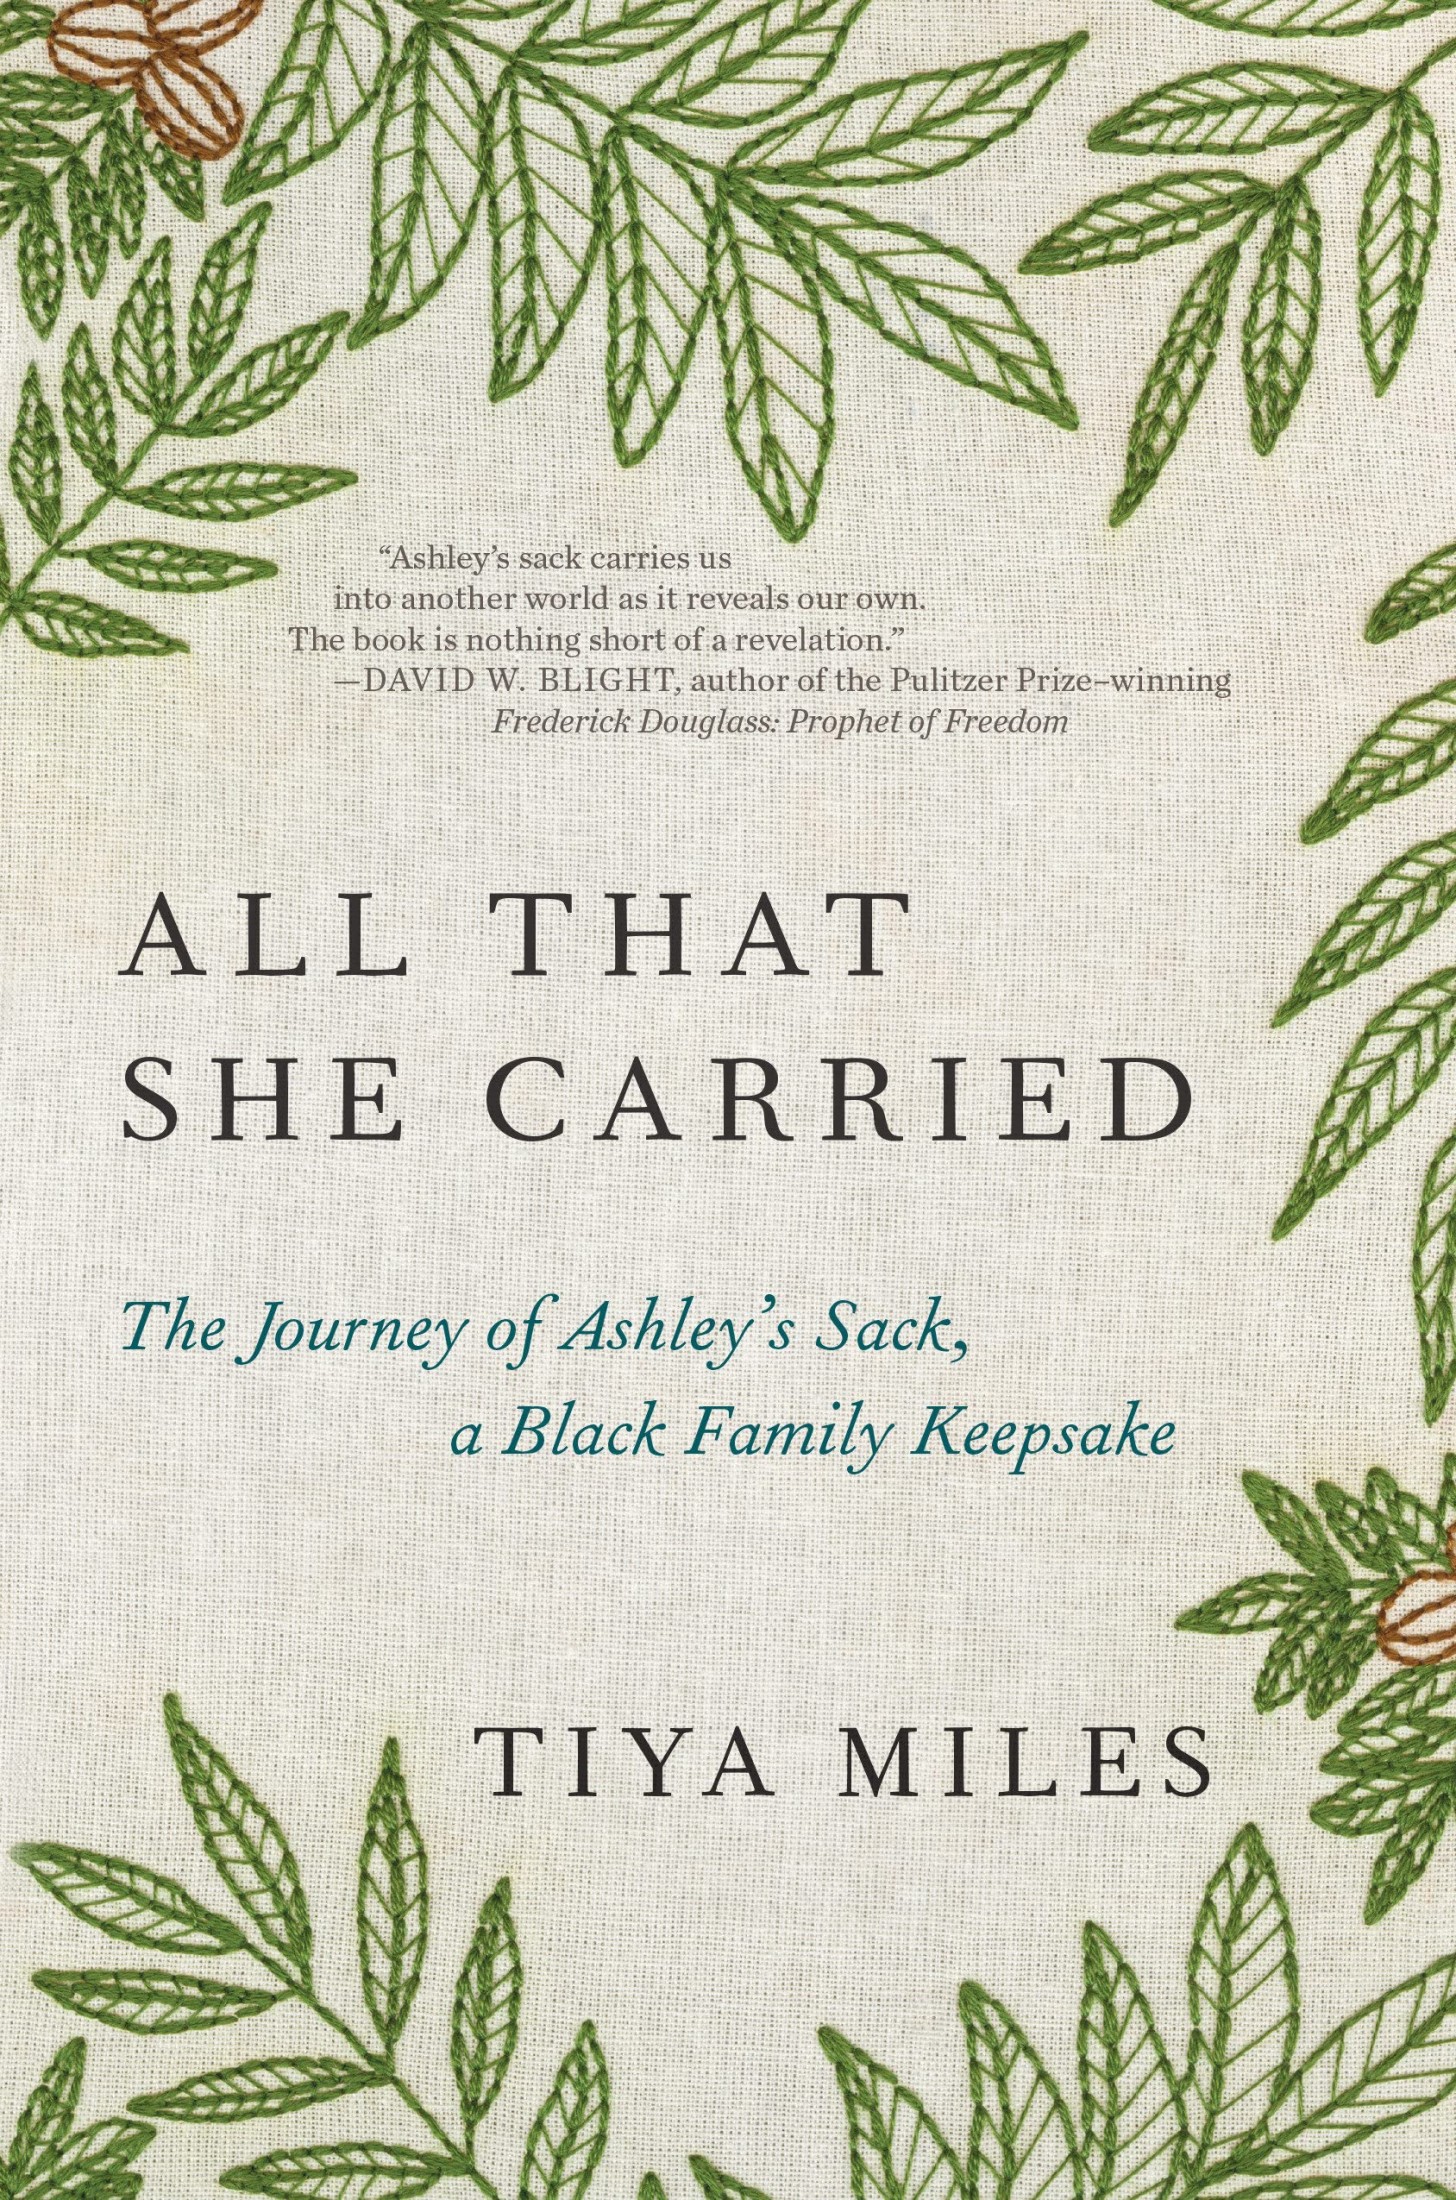 “Ashley’s sack carries us
into another world as it reveals our own.
The book is nothing short of a revelation.”
—DAVID W. BLIGHT, author of the Pulitzer Prize–winning
Frederick Douglass: Prophet of Freedom
ALL THAT
SHE CARRIED
The Journey of Ashley’s Sack,
a Black Family Keepsake
TIYA MILES